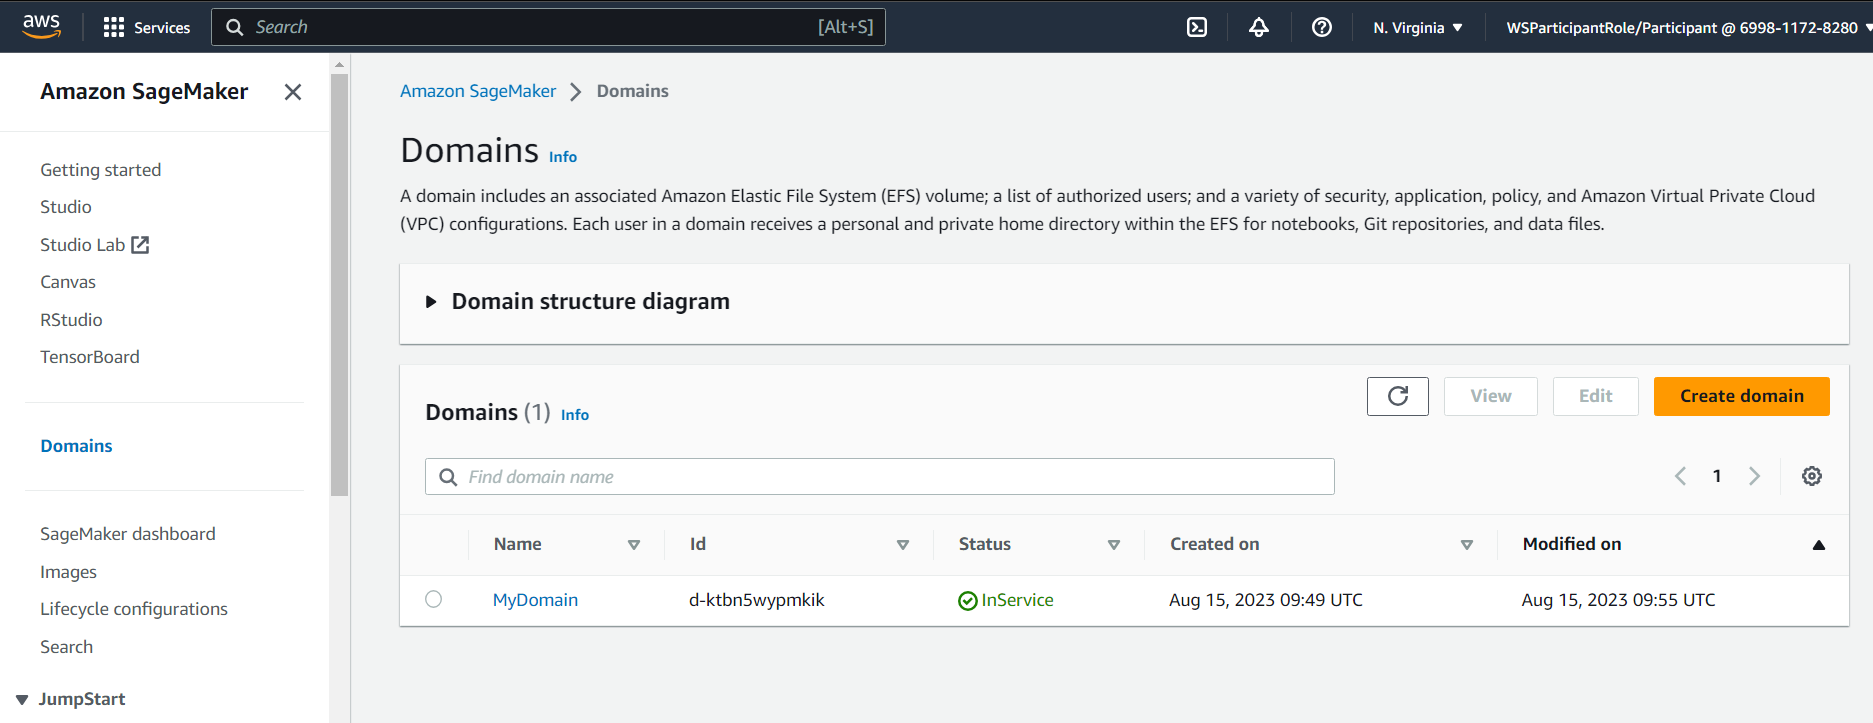 aws
Services
Search [Alt+S]
N. Virginia
WSParticipantRole/Participant @ 6998-1172-8280
Amazon SageMaker
Getting started
Studio
Studio Lab
Canvas
RStudio
TensorBoard
Domains
SageMaker dashboard
Images
Lifecycle configurations
Search
JumpStart
Amazon SageMaker > Domains
Domains Info
A domain includes an associated Amazon Elastic File System (EFS) volume; a list of authorized users; and a variety of security, application, policy, and Amazon Virtual Private Cloud
(VPC) configurations. Each user in a domain receives a personal and private home directory within the EFS for notebooks, Git repositories, and data files.
Domain structure diagram
Domains (1) Info
View
Edit
Create domain
Find domain name
1
Name Id Status Created on Modified on
MyDomain d-ktbn5wypmkik InService Aug 15, 2023 09:49 UTC Aug 15, 2023 09:55 UTC